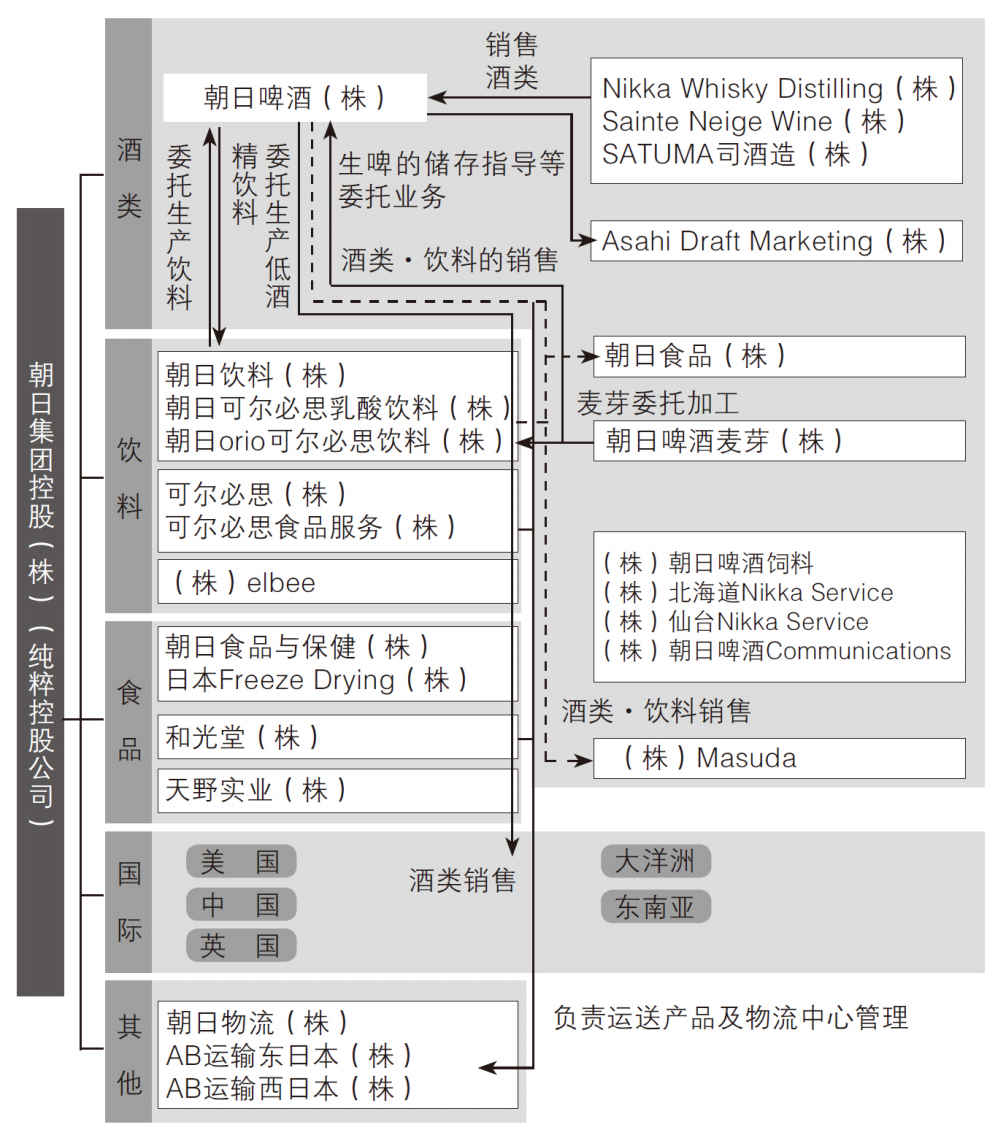 朝日集团控股（株）（纯粹控股公司）
酒类
朝日啤酒（株）
销售
酒类
Nikka Whisky Distilling（株）
Sainte Neige Wine（株）
SATUMA司酒造（株）
委托生产饮料
精饮料
委托生产低酒
生啤的储存指导等
委托业务
Asahi Draft Marketing（株）
酒类·饮料的销售
朝日食品（株）
麦芽委托加工
朝日啤酒麦芽（株）
（株）朝日啤酒饲料
（株）北海道Nikka Service
（株）仙台Nikka Service
（株）朝日啤酒Communications
酒类·饮料销售
（株）Masuda
饮料
朝日饮料（株）
朝日可尔必思乳酸饮料（株）
朝日orio可尔必思饮料（株）
可尔必思（株）
可尔必思食品服务（株）
（株）elbee
食品
朝日食品与保健（株）
日本Freeze Drying（株）
和光堂（株）
天野实业（株）
国际
美 国
中 国
英 国
酒类销售
大洋洲
东南亚
其他
朝日物流（株）
AB运输东日本（株）
AB运输西日本（株）
负责运送产品及物流中心管理